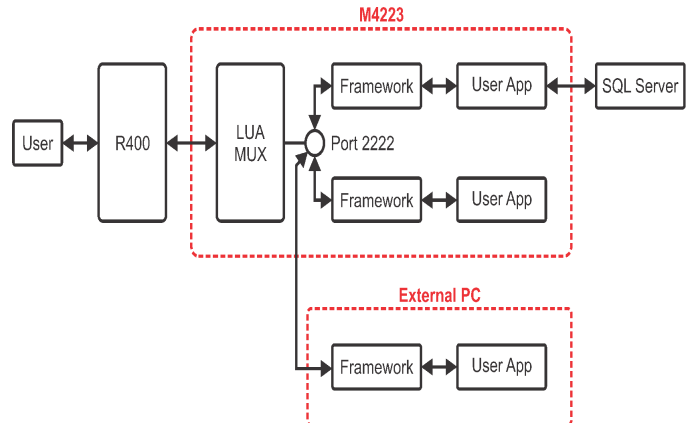 M4223
User
R400
LUA
MUX
Port 2222
Framework
User App
SQL Server
Framework
User App
External PC
Framework
User App